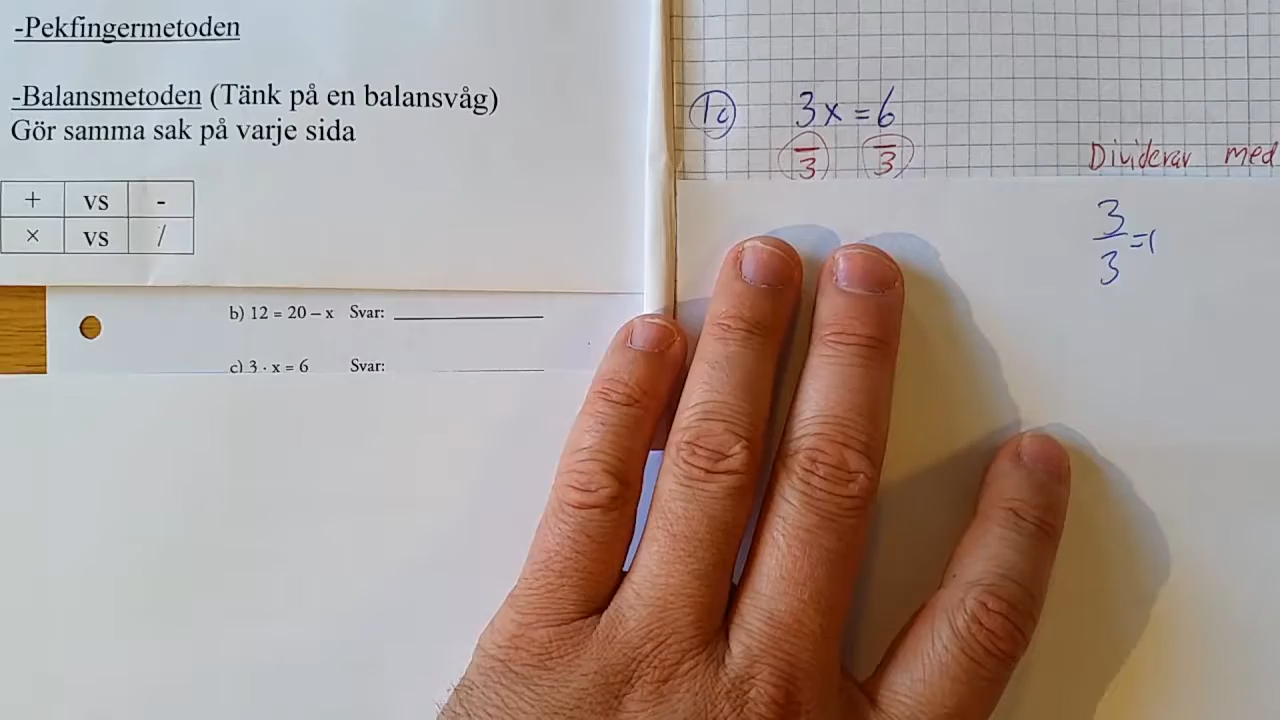 -Pekfingermetoden
-Balansmetoden (Tänk på en balansvåg)
Gör samma sak på varje sida
+ vs -
× vs /
b) 12 = 20 – x Svar:
c) 3 · x = 6 Svar:
1c 3x = 6
/3 /3 Dividerar med
3/3 = 1